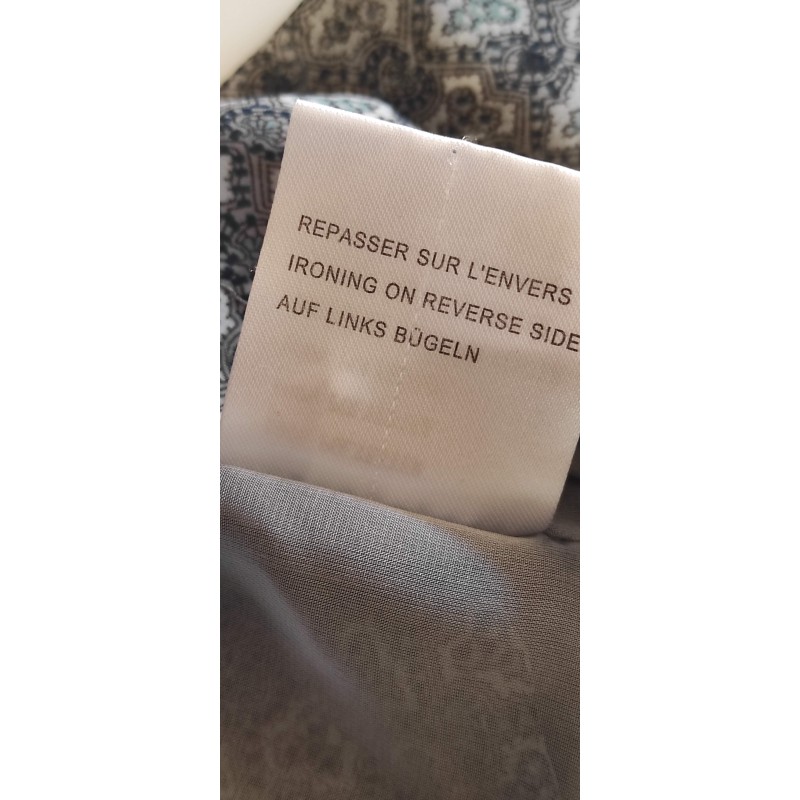 REPASSER SUR L'ENVERS
IRONING ON REVERSE SIDE
AUF LINKS BÜGELN